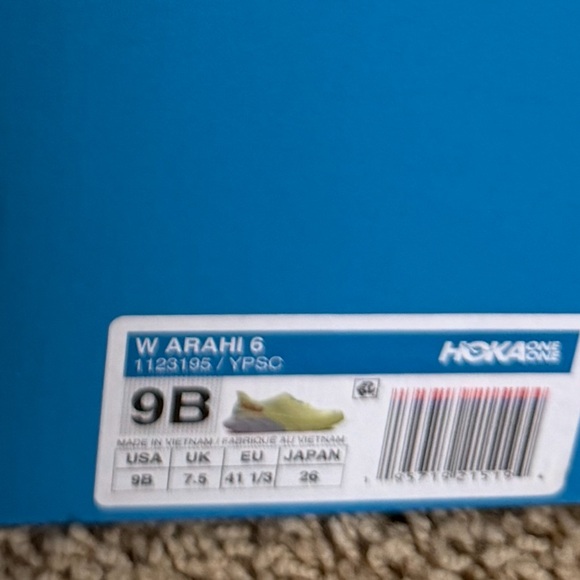 W ARAHI 6
1123195 / YPSC
HOKA ONE ONE
9B
MADE IN VIETNAM / FABRIQUE AU VIETNAM
USA UK EU JAPAN
9B 7.5 41 1/3 26